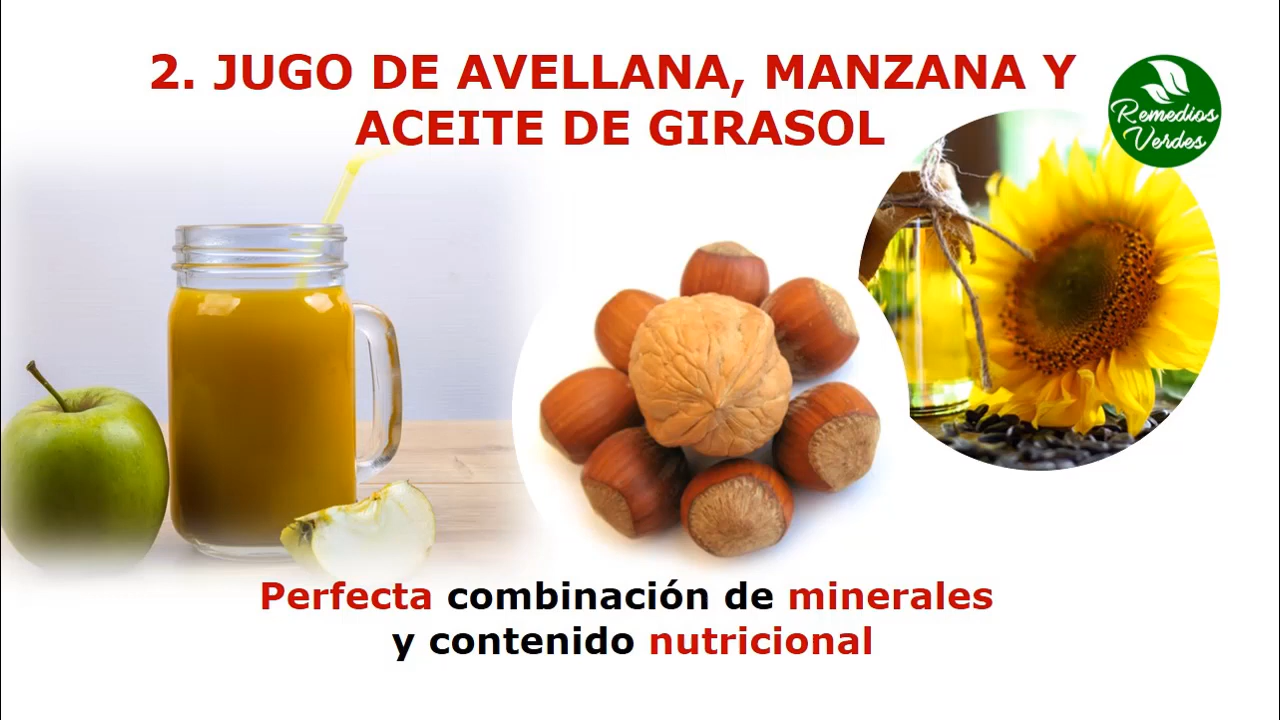 2. JUGO DE AVELLANA, MANZANA Y
ACEITE DE GIRASOL
Remedios
Verdes
Perfecta combinación de minerales
y contenido nutricional